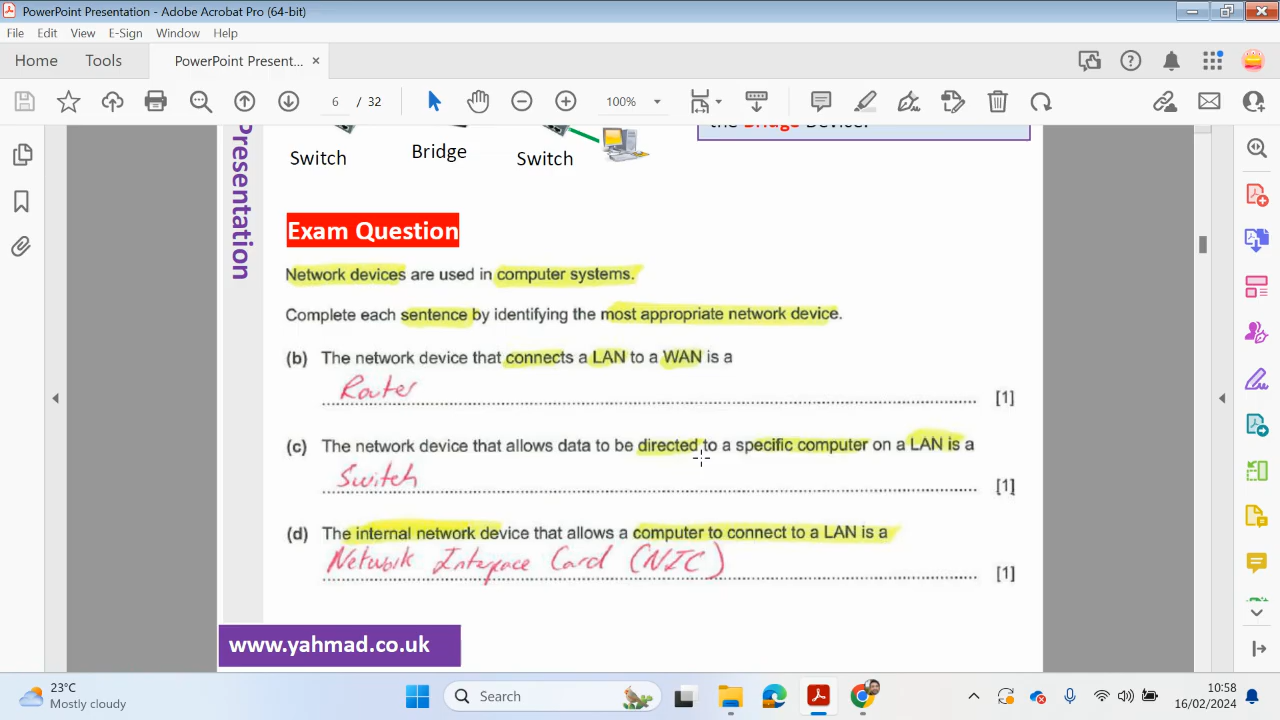 PowerPoint Presentation - Adobe Acrobat Pro (64-bit)
File Edit View E-Sign Window Help
Home Tools PowerPoint Present... ×
6 / 32 100%
the Bridge Device.
Switch Bridge Switch
Presentation
Exam Question
Network devices are used in computer systems.
Complete each sentence by identifying the most appropriate network device.
(b) The network device that connects a LAN to a WAN is a
Router [1]
(c) The network device that allows data to be directed to a specific computer on a LAN is a
Switch [1]
(d) The internal network device that allows a computer to connect to a LAN is a
Network Interface Card (NIC) [1]
www.yahmad.co.uk
23°C
Mostly cloudy
Search
10:58
16/02/2024